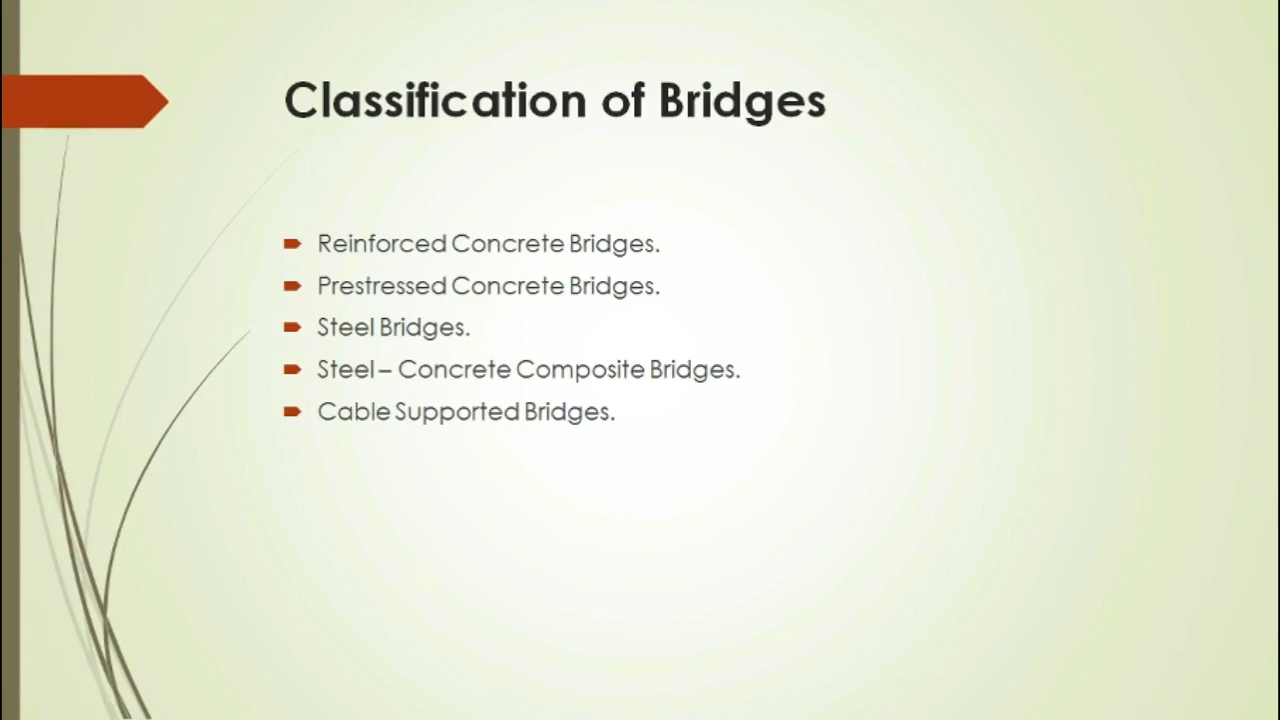 Classification of Bridges
Reinforced Concrete Bridges.
Prestressed Concrete Bridges.
Steel Bridges.
Steel – Concrete Composite Bridges.
Cable Supported Bridges.